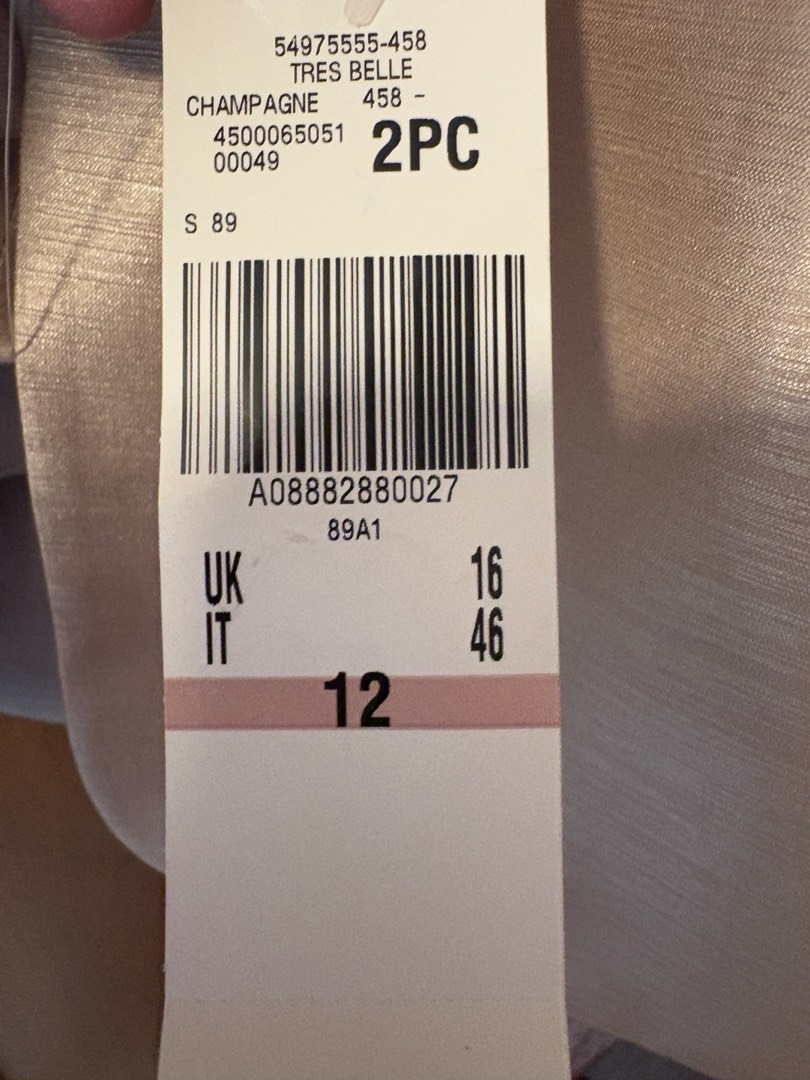 54975555-458
TRES BELLE
CHAMPAGNE 458 -
4500065051
00049
2PC
S 89
A08882880027
89A1
UK 16
IT 46
12